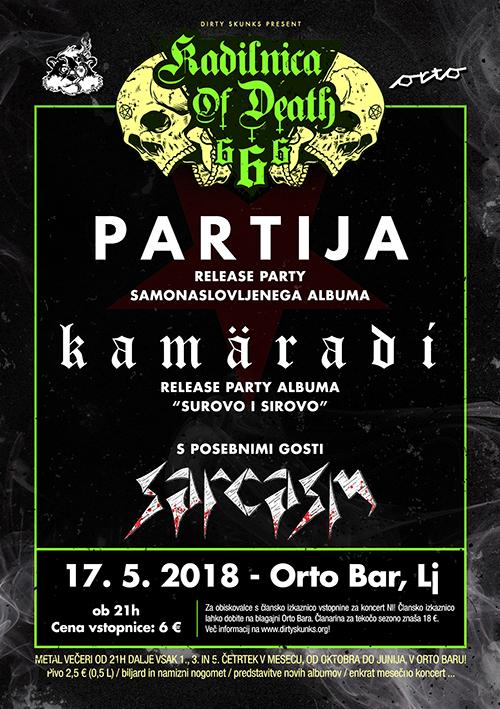 DIRTY SKUNKS PRESENT
orto
Kadilnica
Of Death
666
PARTIJA
RELEASE PARTY
SAMONASLOVLJENEGA ALBUMA
kamäradi
RELEASE PARTY ALBUMA
“SUROVO I SIROVO”
S POSEBNIMI GOSTI
sarcasm
17. 5. 2018 - Orto Bar, Lj
ob 21h
Cena vstopnice: 6 €
Za obiskovalce s člansko izkaznico vstopnine za koncert NI! Člansko izkaznico
lahko dobite na blagajni Orto Bara. Članarina za tekočo sezono znaša 18 €.
Več informacij na www.dirtyskunks.org!
METAL VEČERI OD 21H DALJE VSAK 1., 3. IN 5. ČETRTEK V MESECU, OD OKTOBRA DO JUNIJA, V ORTO BARU!
Pivo 2,5 € (0,5 L) / biljard in namizni nogomet / predstavitve novih albumov / enkrat mesečno koncert ...